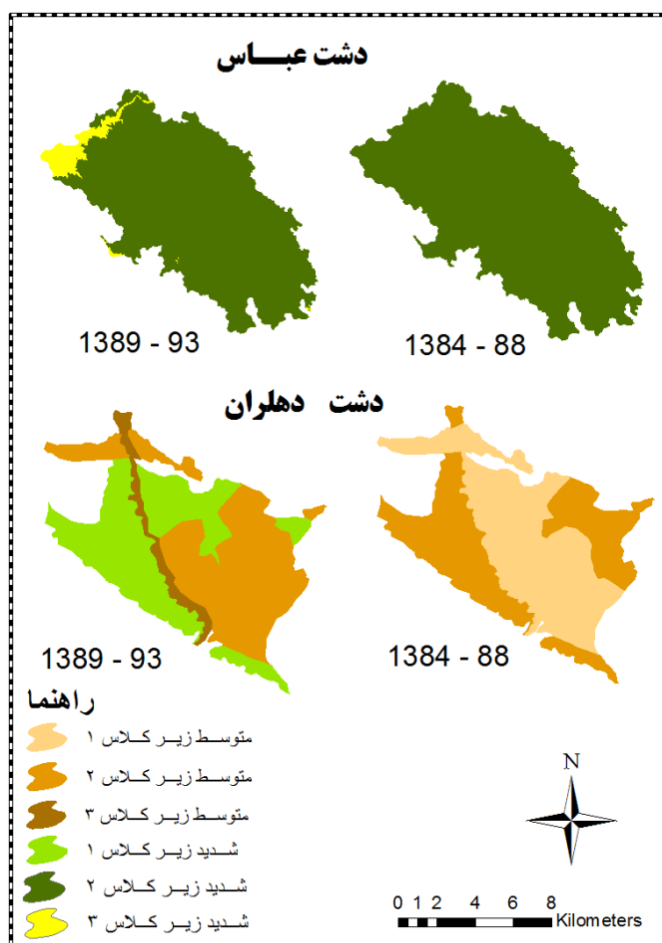 دشت عبــاس
1389 - 93
1384 - 88
دشت دهلران
1389 - 93
1384 - 88
راهنما
متوسط زیر کلاس ۱
متوسط زیر کلاس ۲
متوسط زیر کلاس ۳
شدید زیر کلاس ۱
شدید زیر کلاس ۲
شدید زیر کلاس ۳
N
0 1 2 4 6 8
Kilometers